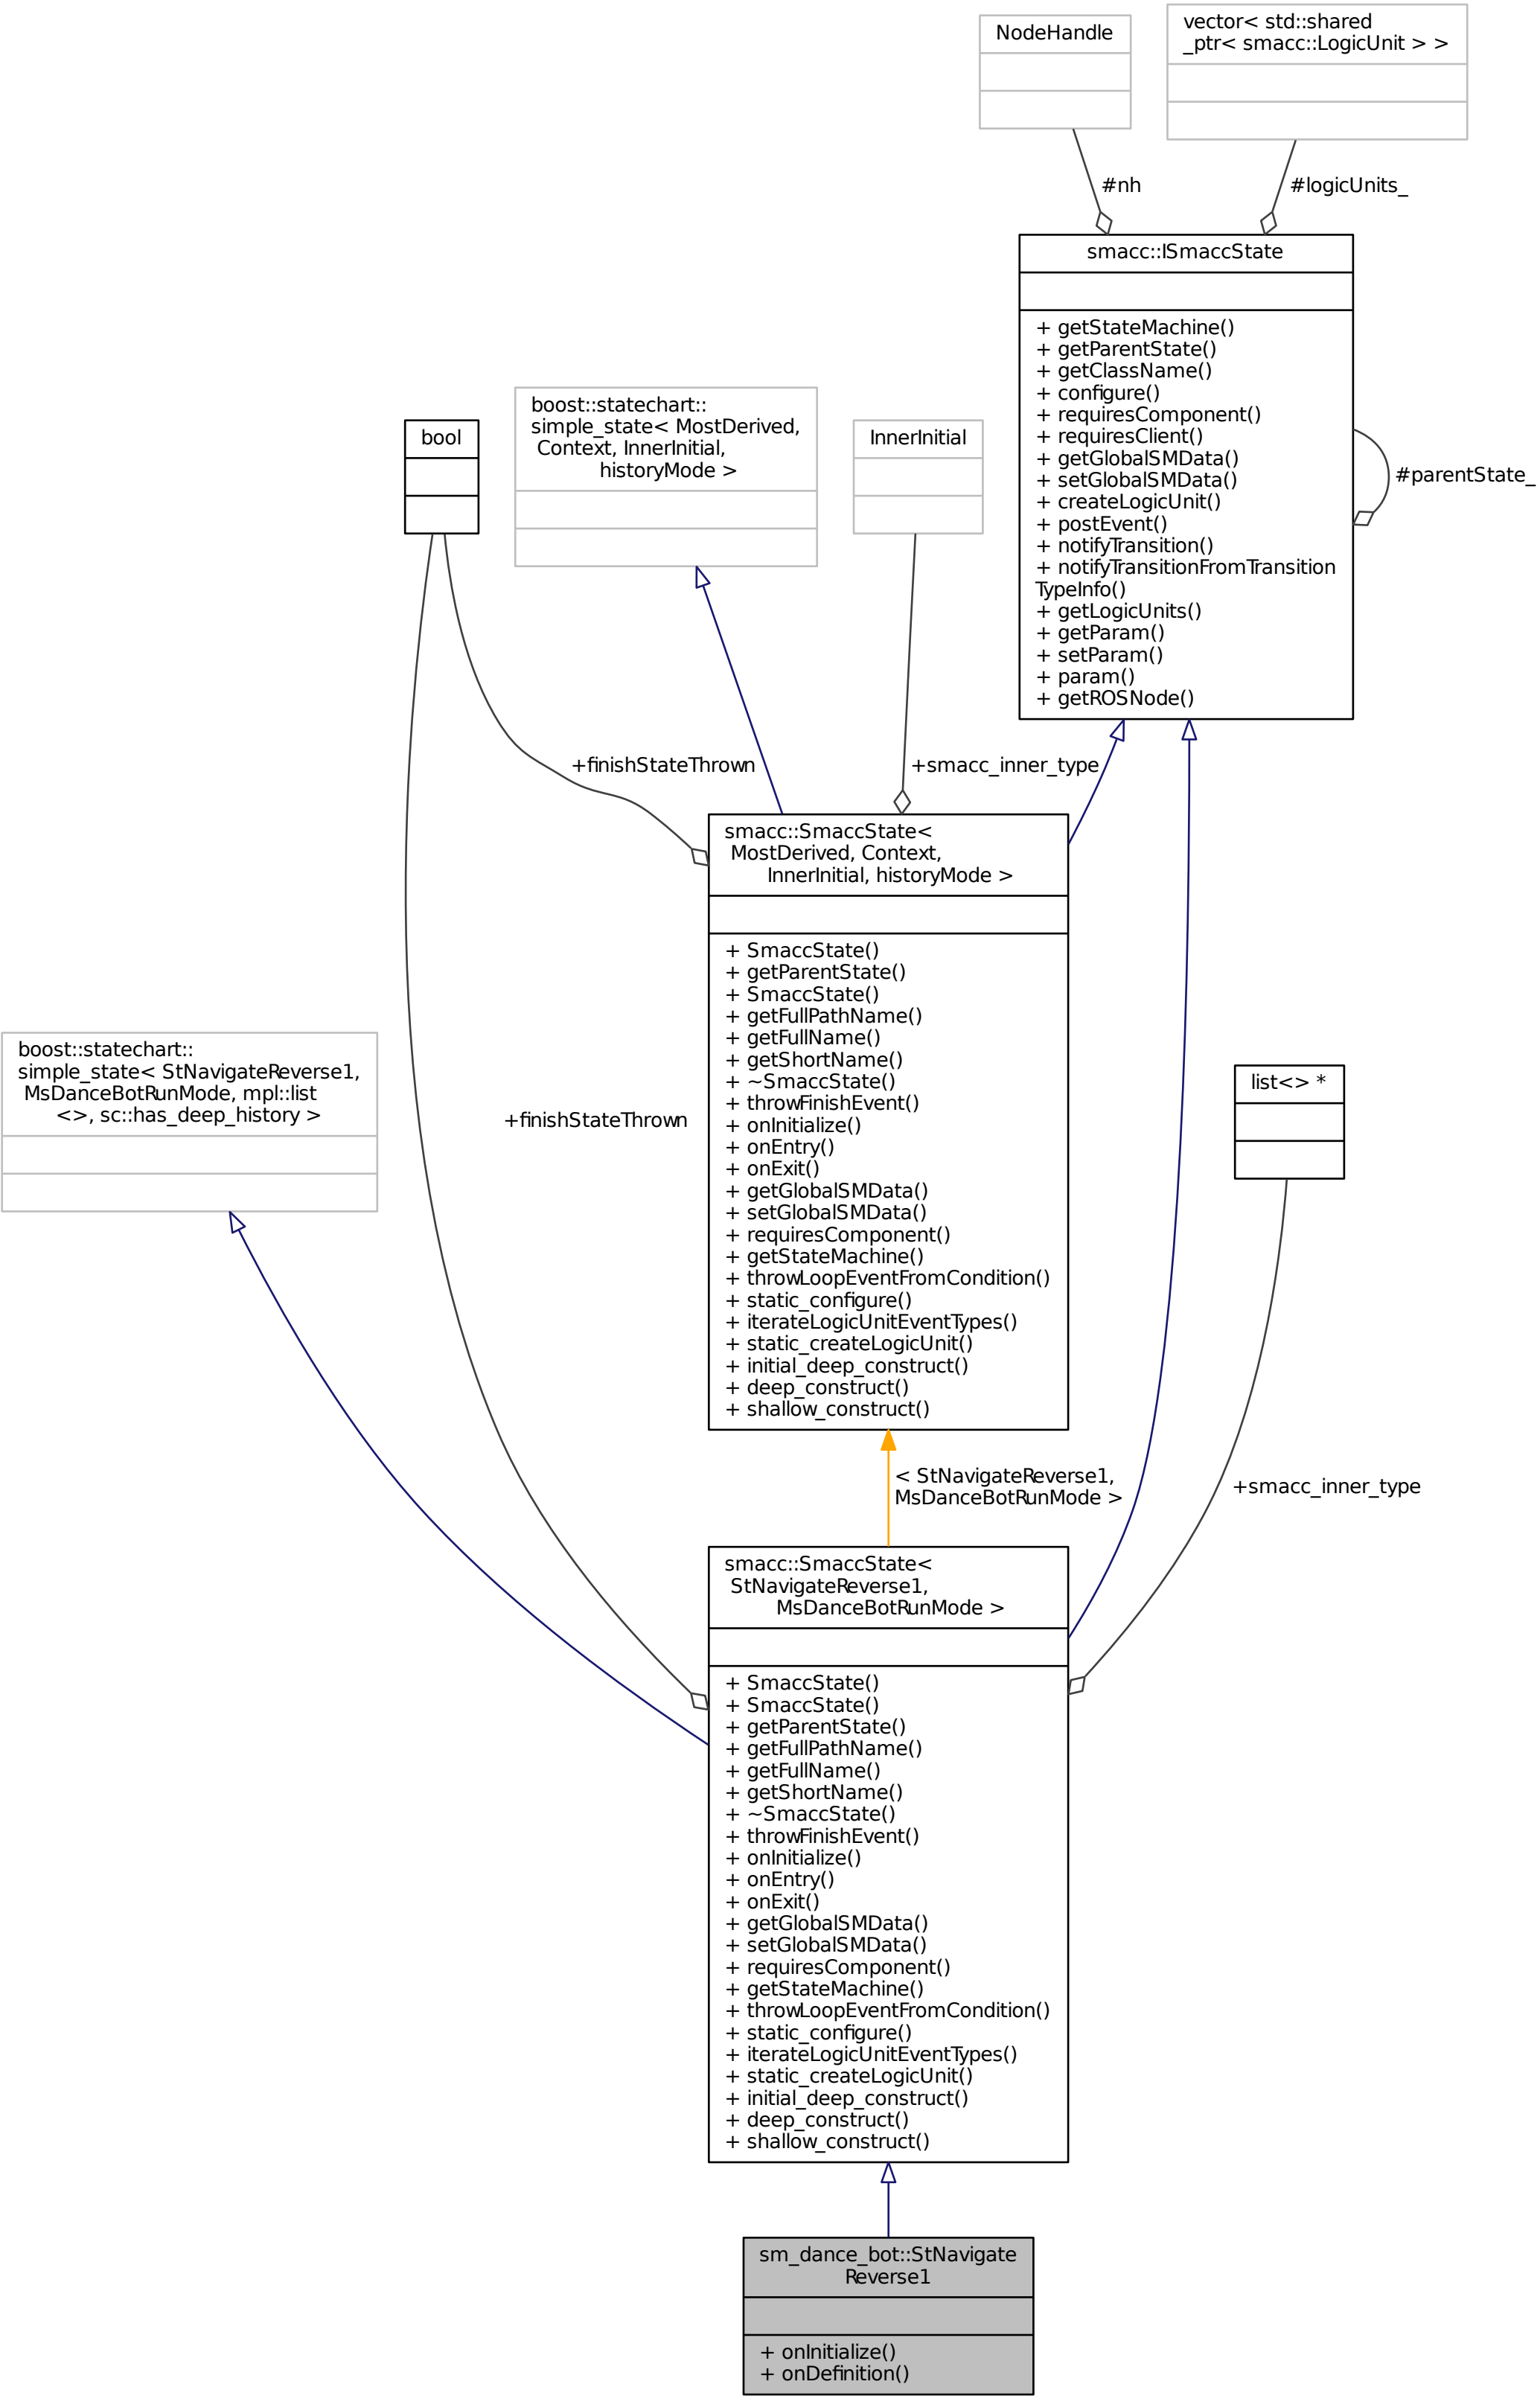 NodeHandle
vector< std::shared
_ptr< smacc::LogicUnit > >
#nh
#logicUnits_
smacc::ISmaccState
+ getStateMachine()
+ getParentState()
+ getClassName()
+ configure()
+ requiresComponent()
+ requiresClient()
+ getGlobalSMData()
+ setGlobalSMData()
+ createLogicUnit()
+ postEvent()
+ notifyTransition()
+ notifyTransitionFromTransition
TypeInfo()
+ getLogicUnits()
+ getParam()
+ setParam()
+ param()
+ getROSNode()
#parentState_
bool
boost::statechart::
simple_state< MostDerived,
Context, InnerInitial,
historyMode >
InnerInitial
+finishStateThrown
+smacc_inner_type
smacc::SmaccState<
MostDerived, Context,
InnerInitial, historyMode >
+ SmaccState()
+ getParentState()
+ SmaccState()
+ getFullPathName()
+ getFullName()
+ getShortName()
+ ~SmaccState()
+ throwFinishEvent()
+ onInitialize()
+ onEntry()
+ onExit()
+ getGlobalSMData()
+ setGlobalSMData()
+ requiresComponent()
+ getStateMachine()
+ throwLoopEventFromCondition()
+ static_configure()
+ iterateLogicUnitEventTypes()
+ static_createLogicUnit()
+ initial_deep_construct()
+ deep_construct()
+ shallow_construct()
boost::statechart::
simple_state< StNavigateReverse1,
MsDanceBotRunMode, mpl::list
<>, sc::has_deep_history >
+finishStateThrown
list<> *
< StNavigateReverse1,
MsDanceBotRunMode >
+smacc_inner_type
smacc::SmaccState<
StNavigateReverse1,
MsDanceBotRunMode >
+ SmaccState()
+ SmaccState()
+ getParentState()
+ getFullPathName()
+ getFullName()
+ getShortName()
+ ~SmaccState()
+ throwFinishEvent()
+ onInitialize()
+ onEntry()
+ onExit()
+ getGlobalSMData()
+ setGlobalSMData()
+ requiresComponent()
+ getStateMachine()
+ throwLoopEventFromCondition()
+ static_configure()
+ iterateLogicUnitEventTypes()
+ static_createLogicUnit()
+ initial_deep_construct()
+ deep_construct()
+ shallow_construct()
sm_dance_bot::StNavigate
Reverse1
+ onInitialize()
+ onDefinition()